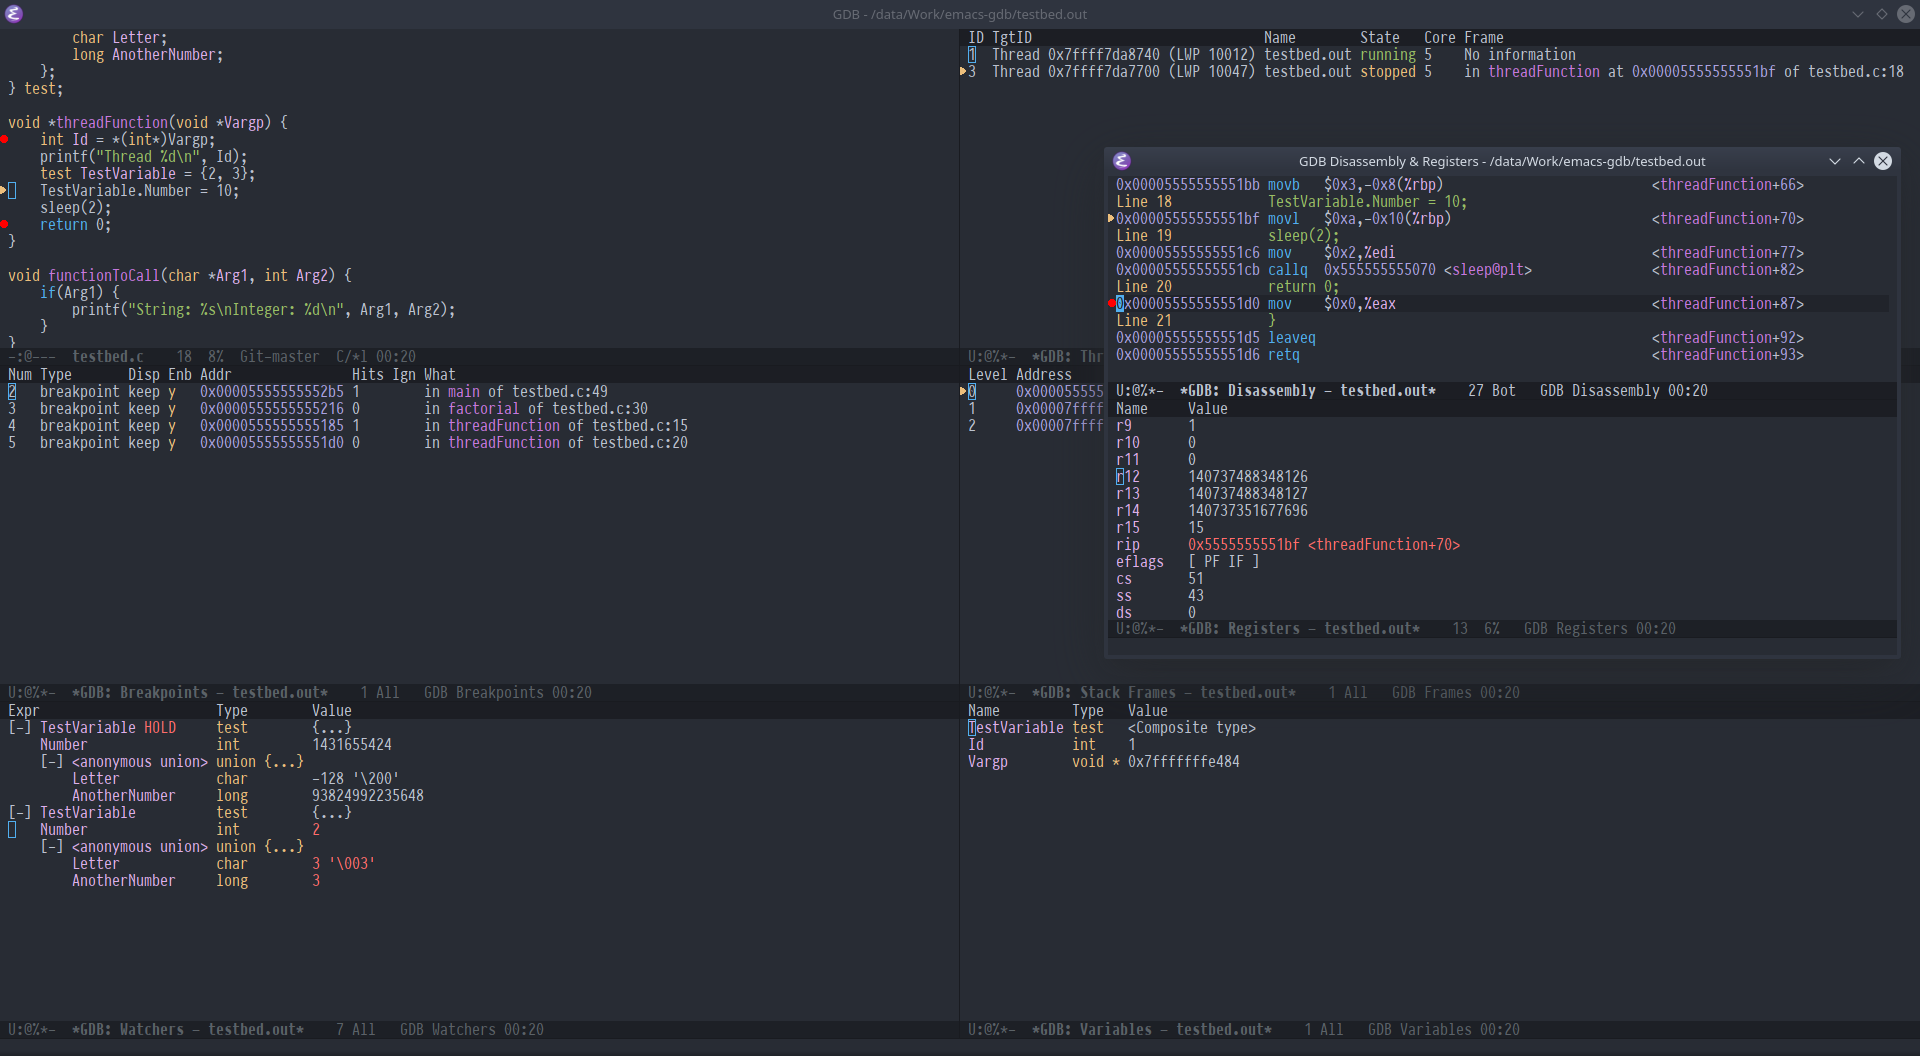 GDB - /data/Work/emacs-gdb/testbed.out
        char Letter;
        long AnotherNumber;
    };
} test;
void *threadFunction(void *Vargp) {
    int Id = *(int*)Vargp;
    printf("Thread %d\n", Id);
    test TestVariable = {2, 3};
    TestVariable.Number = 10;
    sleep(2);
    return 0;
}
void functionToCall(char *Arg1, int Arg2) {
    if(Arg1) {
        printf("String: %s\nInteger: %d\n", Arg1, Arg2);
    }
}
-:@---  testbed.c    18  8%  Git-master  C/*l 00:20
ID TgtID Name State Core Frame
1 Thread 0x7ffff7da8740 (LWP 10012) testbed.out running 5 No information
3 Thread 0x7ffff7da7700 (LWP 10047) testbed.out stopped 5 in threadFunction at 0x00005555555551bf of testbed.c:18
U:@%*-  *GDB: Thr
GDB Disassembly & Registers - /data/Work/emacs-gdb/testbed.out
0x00005555555551bb movb $0x3,-0x8(%rbp) <threadFunction+66>
Line 18 TestVariable.Number = 10;
0x00005555555551bf movl $0xa,-0x10(%rbp) <threadFunction+70>
Line 19 sleep(2);
0x00005555555551c6 mov $0x2,%edi <threadFunction+77>
0x00005555555551cb callq 0x555555555070 <sleep@plt> <threadFunction+82>
Line 20 return 0;
0x00005555555551d0 mov $0x0,%eax <threadFunction+87>
Line 21 }
0x00005555555551d5 leaveq <threadFunction+92>
0x00005555555551d6 retq <threadFunction+93>
U:@%*-  *GDB: Disassembly - testbed.out*    27 Bot   GDB Disassembly 00:20
Name Value
r9 1
r10 0
r11 0
r12 140737488348126
r13 140737488348127
r14 140737351677696
r15 15
rip 0x5555555551bf <threadFunction+70>
eflags [ PF IF ]
cs 51
ss 43
ds 0
U:@%*-  *GDB: Registers - testbed.out*    13  6%   GDB Registers 00:20
Num Type Disp Enb Addr Hits Ign What
2 breakpoint keep y 0x00005555555552b5 1 in main of testbed.c:49
3 breakpoint keep y 0x0000555555555216 0 in factorial of testbed.c:30
4 breakpoint keep y 0x0000555555555185 1 in threadFunction of testbed.c:15
5 breakpoint keep y 0x00005555555551d0 0 in threadFunction of testbed.c:20
U:@%*-  *GDB: Breakpoints - testbed.out*    1 All   GDB Breakpoints 00:20
Level Address
0 0x000055555
1 0x00007ffff
2 0x00007ffff
U:@%*-  *GDB: Stack Frames - testbed.out*    1 All   GDB Frames 00:20
Expr Type Value
[-] TestVariable HOLD test {...}
Number int 1431655424
[-] <anonymous union> union {...}
Letter char -128 '\200'
AnotherNumber long 93824992235648
[-] TestVariable test {...}
Number int 2
[-] <anonymous union> union {...}
Letter char 3 '\003'
AnotherNumber long 3
U:@%*-  *GDB: Watchers - testbed.out*    7 All   GDB Watchers 00:20
Name Type Value
TestVariable test <Composite type>
Id int 1
Vargp void * 0x7fffffffe484
U:@%*-  *GDB: Variables - testbed.out*    1 All   GDB Variables 00:20